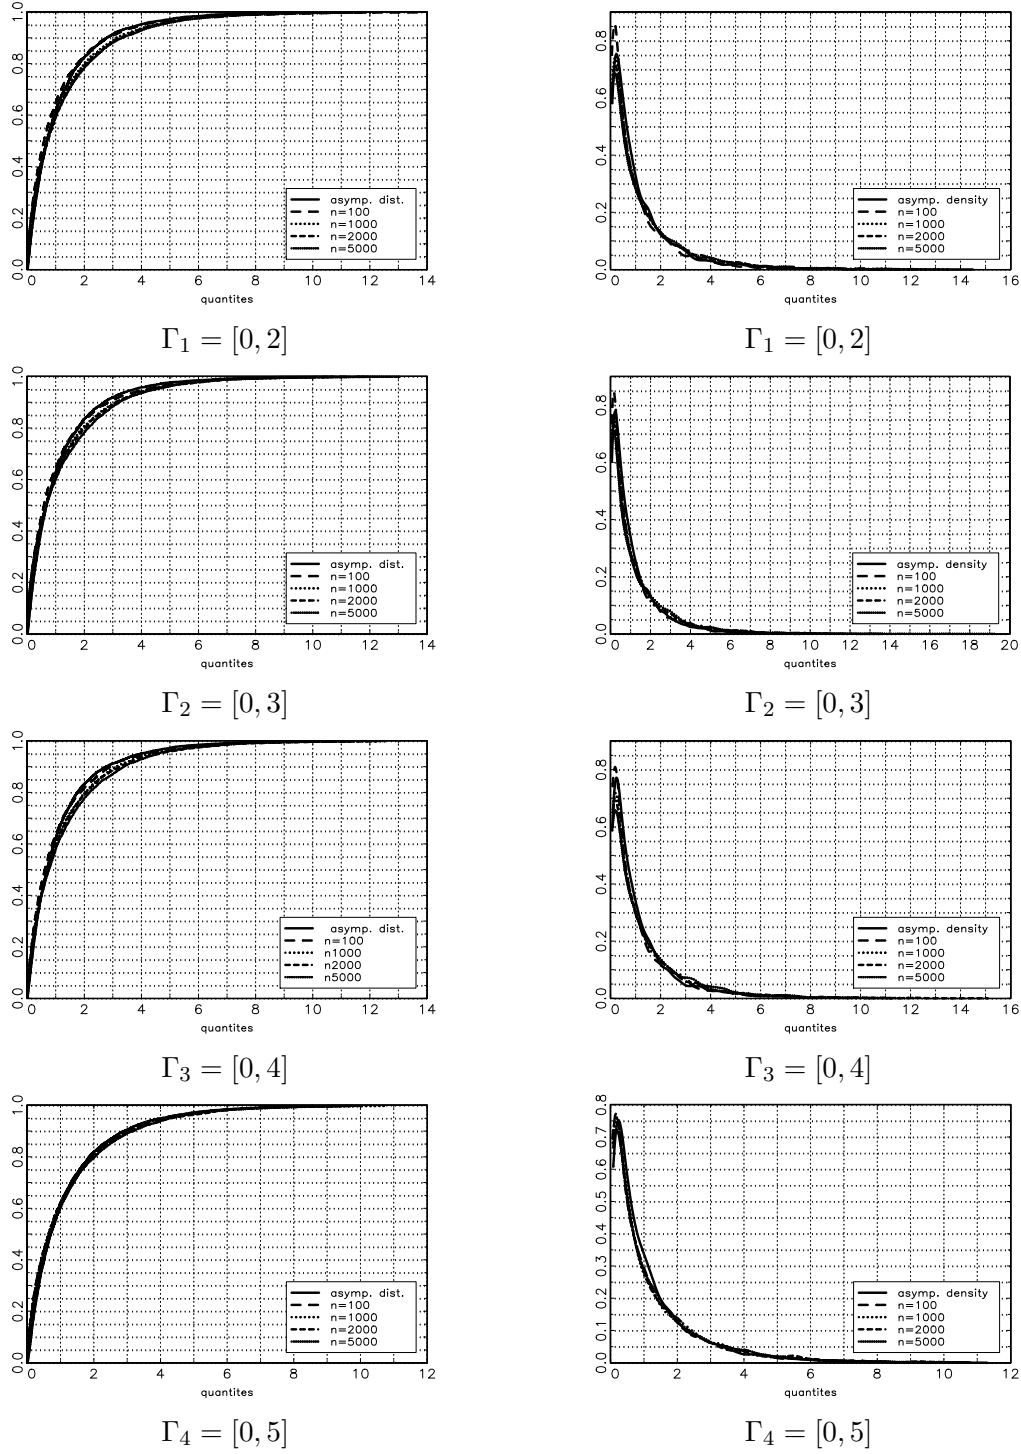 0.0 0.2 0.4 0.6 0.8 1.0
asymp. dist.
n=100
n=1000
n=2000
n=5000
0 2 4 6 8 10 12 14
quantites
Γ1 = [0, 2]
0.0 0.2 0.4 0.6 0.8
asymp. density
n=100
n=1000
n=2000
n=5000
0 2 4 6 8 10 12 14 16
quantites
Γ1 = [0, 2]
0.0 0.2 0.4 0.6 0.8 1.0
asymp. dist.
n=100
n=1000
n=2000
n=5000
0 2 4 6 8 10 12 14
quantites
Γ2 = [0, 3]
0.0 0.2 0.4 0.6 0.8
asymp. density
n=100
n=1000
n=2000
n=5000
0 2 4 6 8 10 12 14 16 18 20
quantites
Γ2 = [0, 3]
0.0 0.2 0.4 0.6 0.8 1.0
asymp. dist.
n=100
n1000
n2000
n5000
0 2 4 6 8 10 12 14
quantites
Γ3 = [0, 4]
0.0 0.2 0.4 0.6 0.8
asymp. density
n=100
n=1000
n=2000
n=5000
0 2 4 6 8 10 12 14 16
quantites
Γ3 = [0, 4]
0.0 0.2 0.4 0.6 0.8 1.0
asymp. dist.
n=100
n=1000
n=2000
n=5000
0 2 4 6 8 10 12
quantites
Γ4 = [0, 5]
0.0 0.1 0.2 0.3 0.4 0.5 0.6 0.7 0.8
asymp. density
n=100
n=1000
n=2000
n=5000
0 2 4 6 8 10 12
quantites
Γ4 = [0, 5]